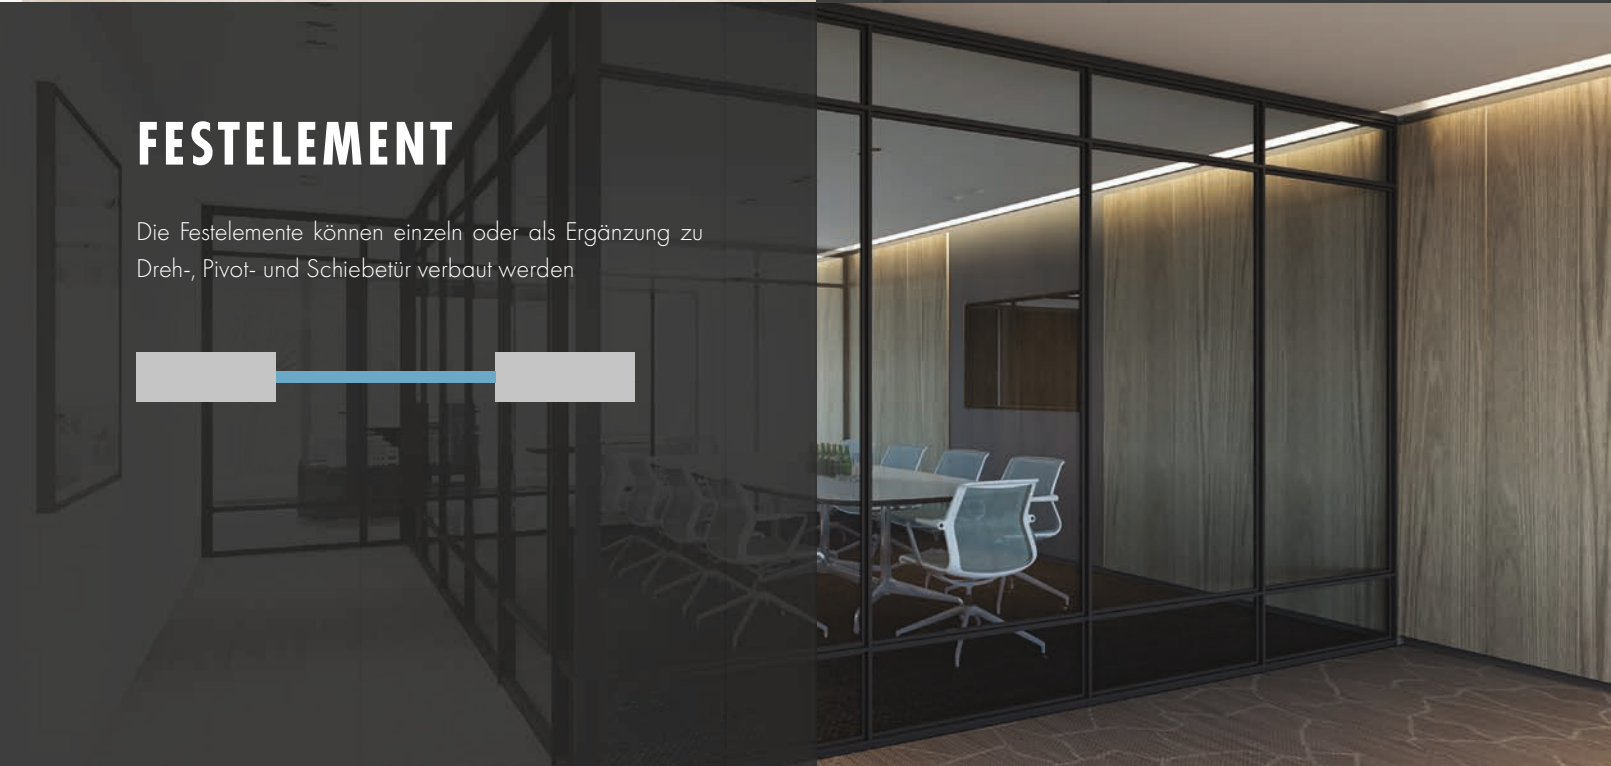 FESTELEMENT
Die Festelemente können einzeln oder als Ergänzung zu
Dreh-, Pivot- und Schiebetür verbaut werden